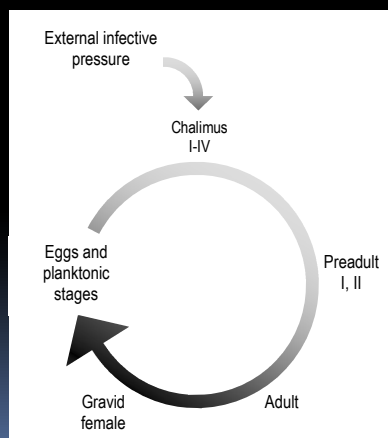 External infective
pressure
Chalimus
I-IV
Eggs and
planktonic
stages
Preadult
I, II
Gravid
female
Adult